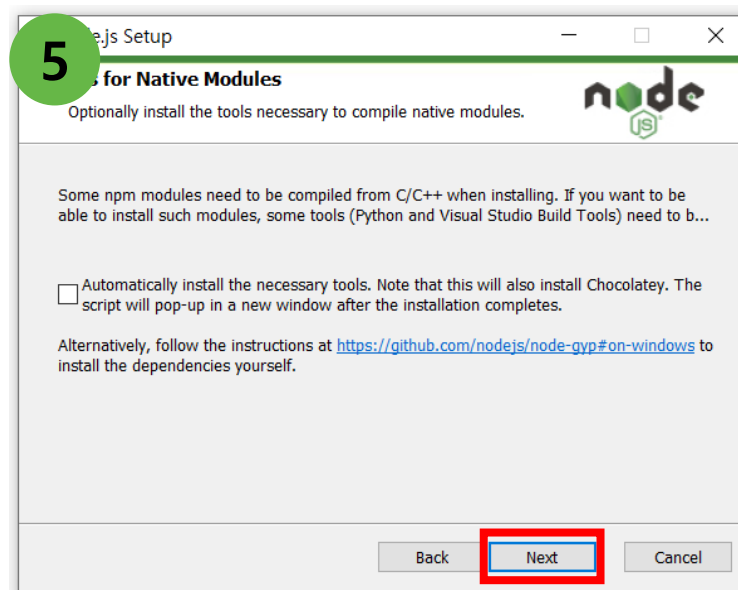 5
e.js Setup
s for Native Modules
Optionally install the tools necessary to compile native modules.
node
JS
Some npm modules need to be compiled from C/C++ when installing. If you want to be
able to install such modules, some tools (Python and Visual Studio Build Tools) need to b...
Automatically install the necessary tools. Note that this will also install Chocolatey. The
script will pop-up in a new window after the installation completes.
Alternatively, follow the instructions at https://github.com/nodejs/node-gyp#on-windows to
install the dependencies yourself.
Back Next Cancel